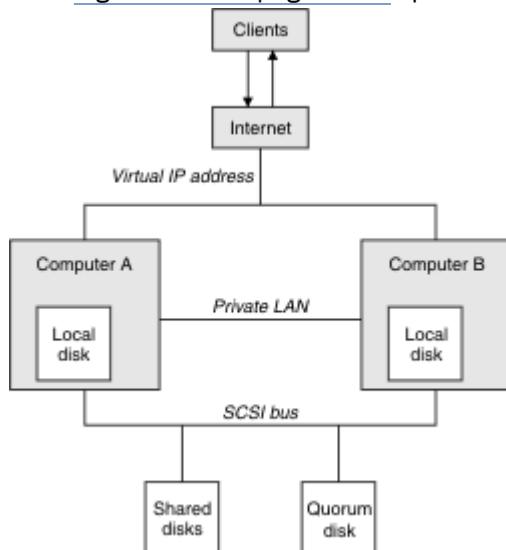 Clients
Internet
Virtual IP address
Computer A
Computer B
Private LAN
Local
disk
Local
disk
SCSI bus
Shared
disks
Quorum
disk